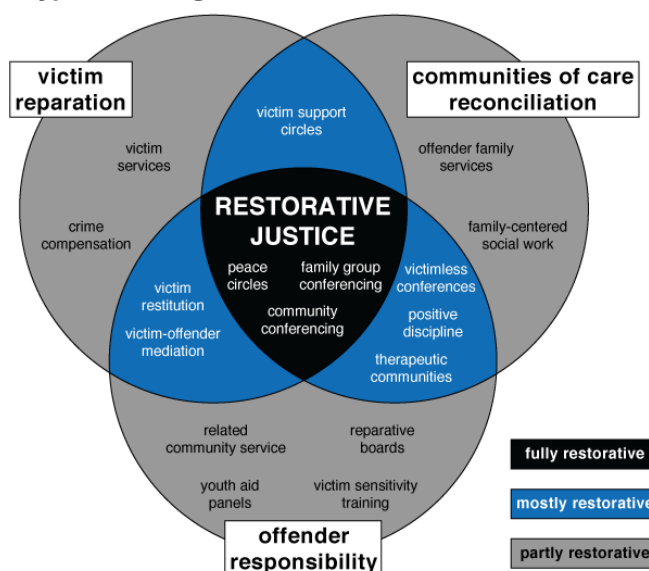 victim
reparation
communities of care
reconciliation
victim support
circles
victim
services
offender family
services
crime
compensation
family-centered
social work
RESTORATIVE
JUSTICE
peace
circles
family group
conferencing
community
conferencing
victim
restitution
victim-offender
mediation
victimless
conferences
positive
discipline
therapeutic
communities
related
community service
reparative
boards
youth aid
panels
victim sensitivity
training
offender
responsibility
fully restorative
mostly restorative
partly restorative